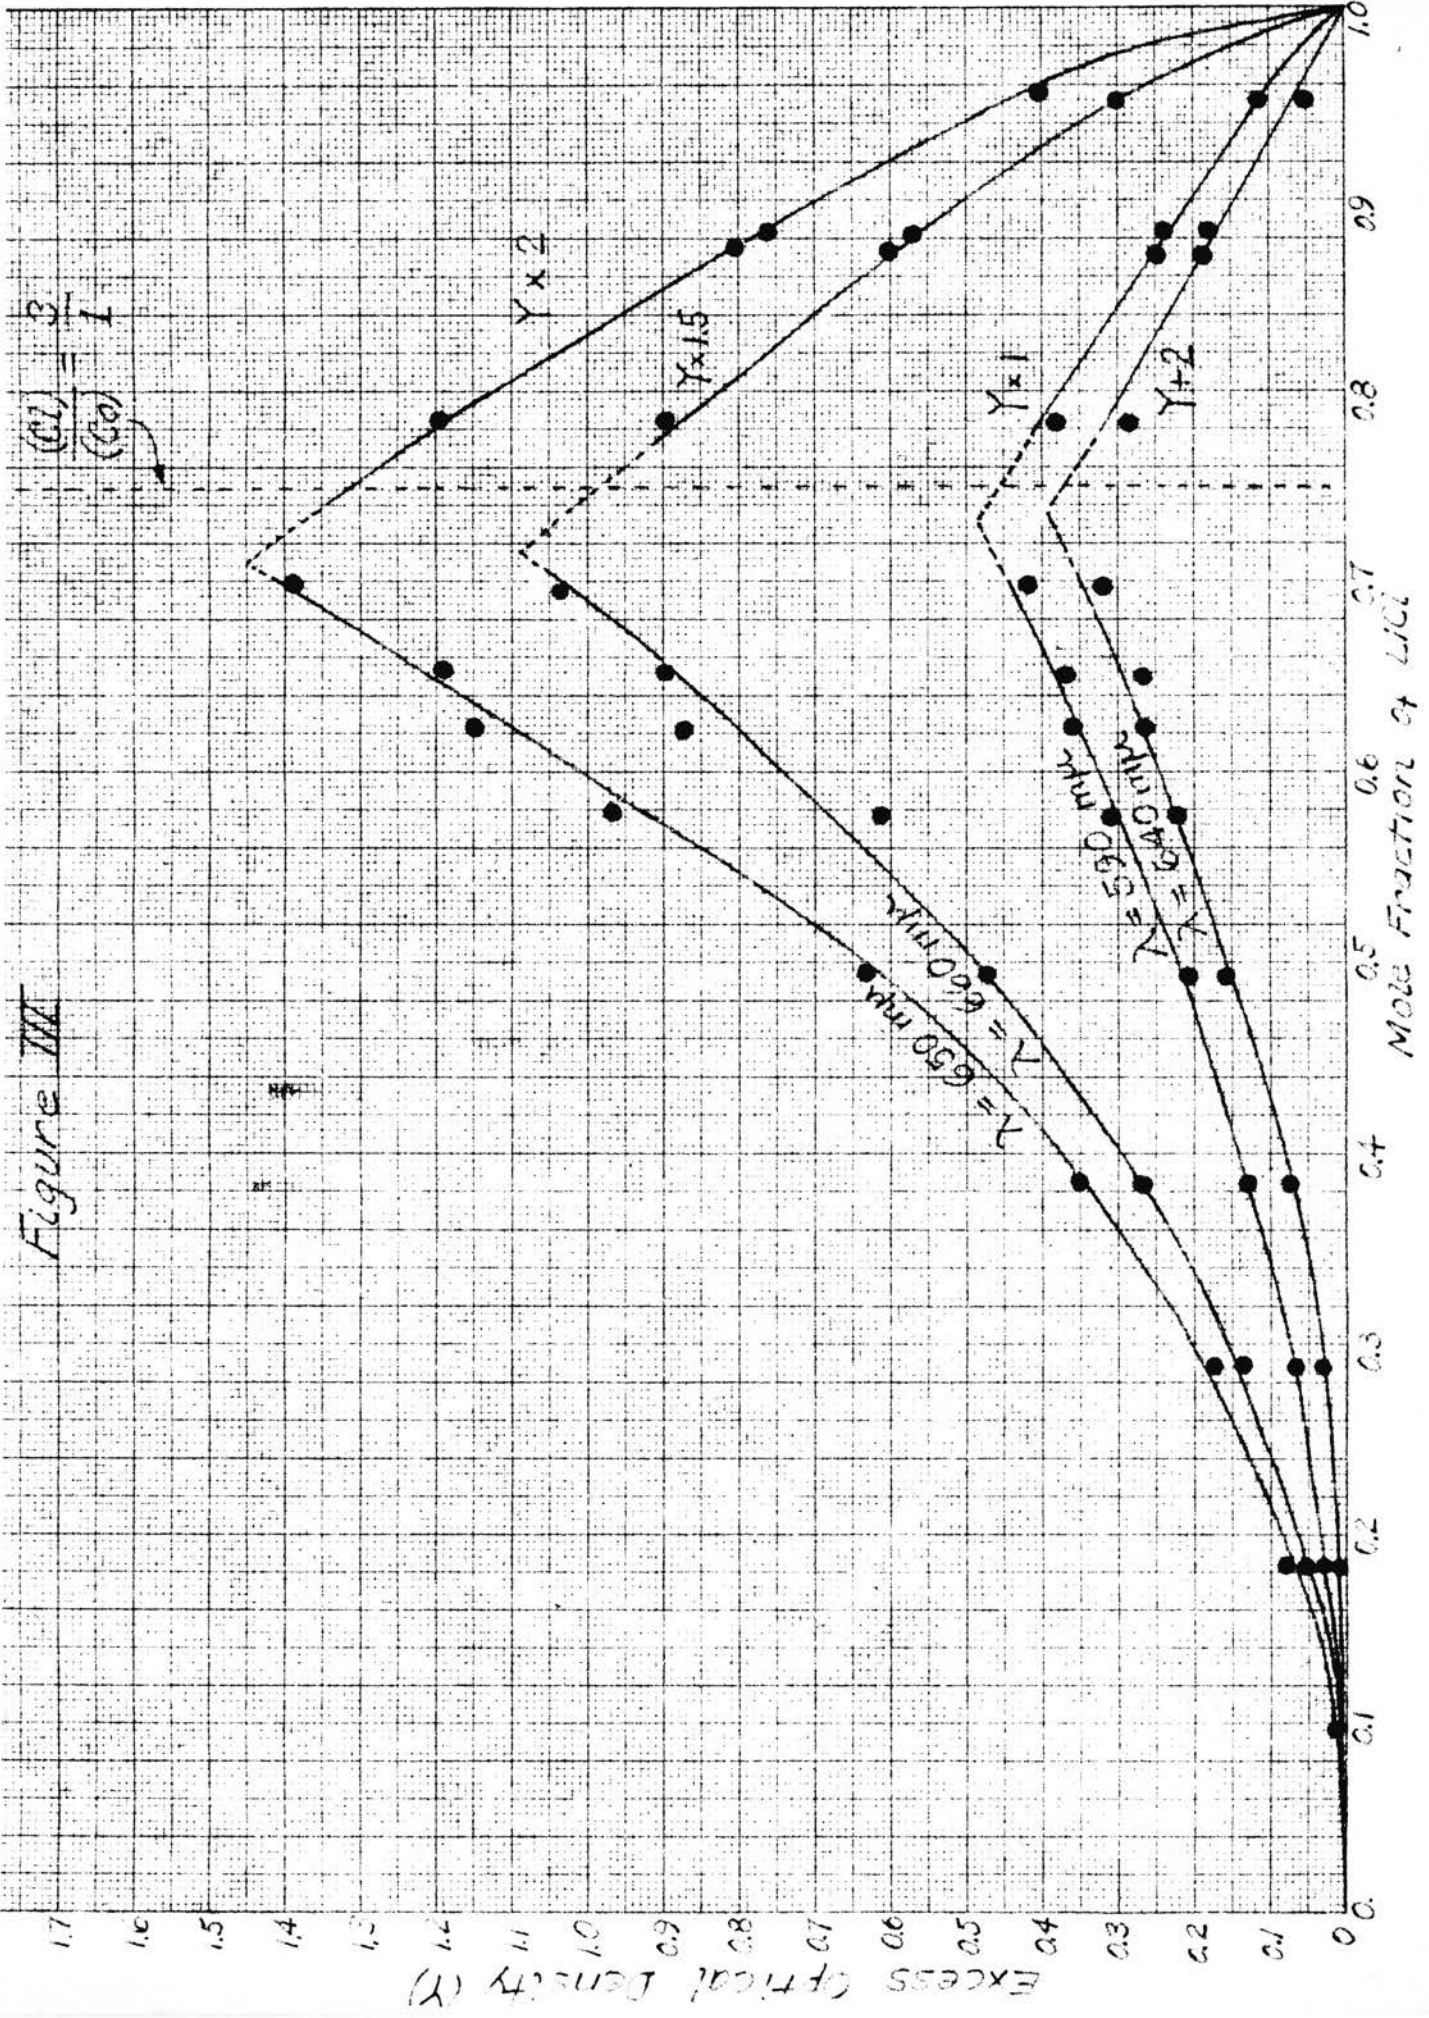 Figure III
(Cl) / (Co) = 3 / 1
Y × 2
Y×1.5
Y×1
Y÷2
λ = 650 mμ
λ = 660 mμ
λ = 590 mμ
λ = 640 mμ
Excess Optical Density (Y)
1.7
1.6
1.5
1.4
1.3
1.2
1.1
1.0
0.9
0.8
0.7
0.6
0.5
0.4
0.3
0.2
0.1
0
0. 0.1 0.2 0.3 0.4 0.5 0.6 0.7 0.8 0.9 1.0
Mole Fraction of LiCl